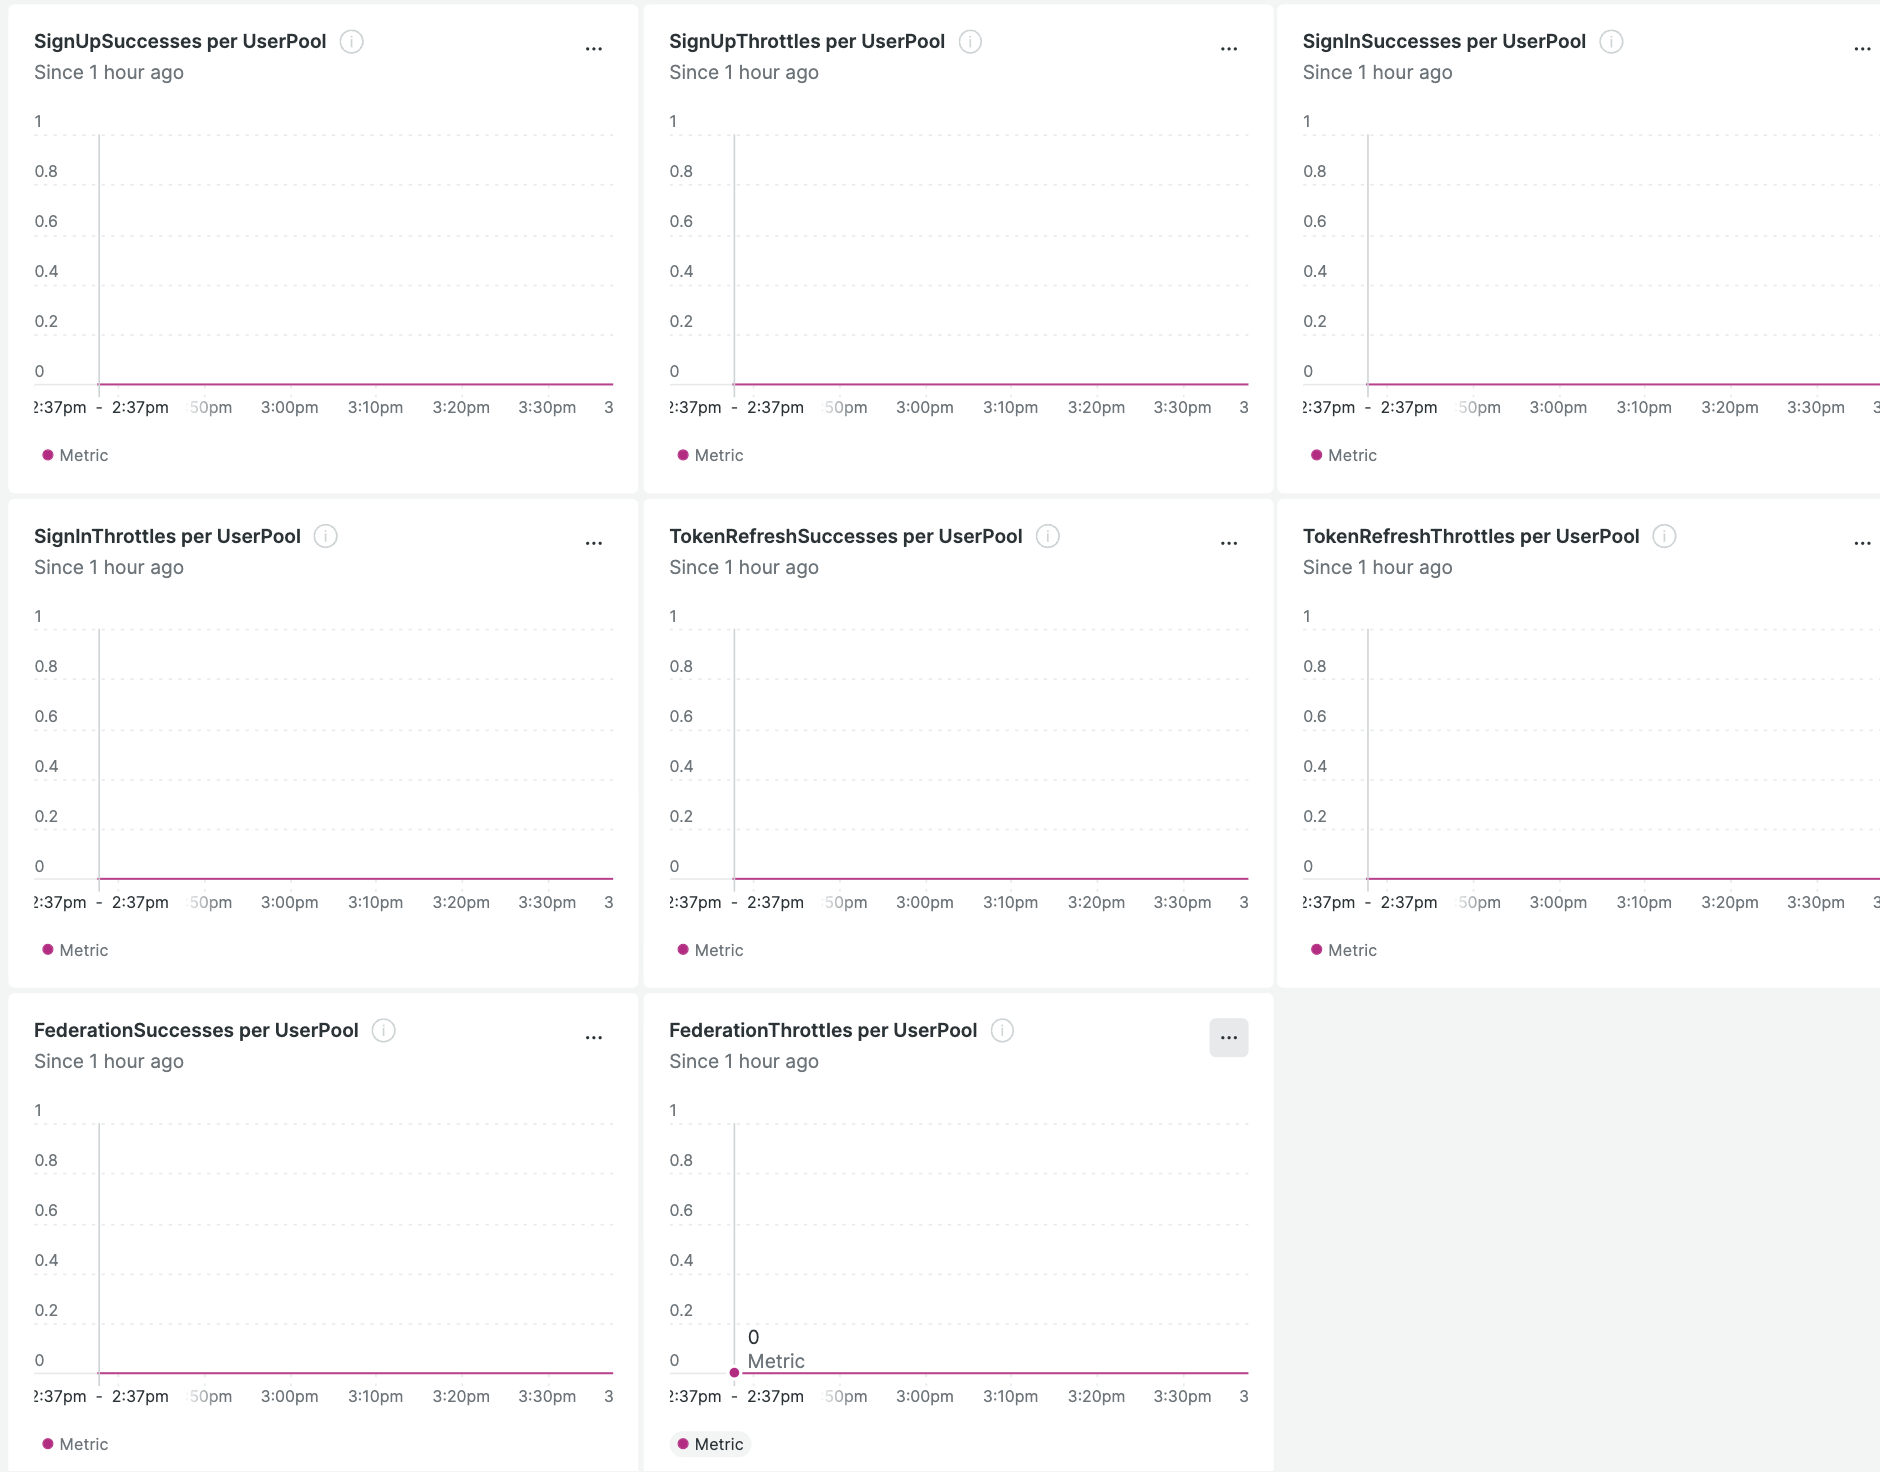 SignUpSuccesses per UserPool
Since 1 hour ago
1
0.8
0.6
0.4
0.2
0
2:37pm - 2:37pm :50pm 3:00pm 3:10pm 3:20pm 3:30pm 3
Metric
SignUpThrottles per UserPool
Since 1 hour ago
1
0.8
0.6
0.4
0.2
0
2:37pm - 2:37pm :50pm 3:00pm 3:10pm 3:20pm 3:30pm 3
Metric
SignInSuccesses per UserPool
Since 1 hour ago
1
0.8
0.6
0.4
0.2
0
2:37pm - 2:37pm :50pm 3:00pm 3:10pm 3:20pm 3:30pm 3
Metric
SignInThrottles per UserPool
Since 1 hour ago
1
0.8
0.6
0.4
0.2
0
2:37pm - 2:37pm :50pm 3:00pm 3:10pm 3:20pm 3:30pm 3
Metric
TokenRefreshSuccesses per UserPool
Since 1 hour ago
1
0.8
0.6
0.4
0.2
0
2:37pm - 2:37pm :50pm 3:00pm 3:10pm 3:20pm 3:30pm 3
Metric
TokenRefreshThrottles per UserPool
Since 1 hour ago
1
0.8
0.6
0.4
0.2
0
2:37pm - 2:37pm :50pm 3:00pm 3:10pm 3:20pm 3:30pm 3
Metric
FederationSuccesses per UserPool
Since 1 hour ago
1
0.8
0.6
0.4
0.2
0
2:37pm - 2:37pm :50pm 3:00pm 3:10pm 3:20pm 3:30pm 3
Metric
FederationThrottles per UserPool
Since 1 hour ago
1
0.8
0.6
0.4
0.2
0
0
Metric
2:37pm - 2:37pm :50pm 3:00pm 3:10pm 3:20pm 3:30pm 3
Metric